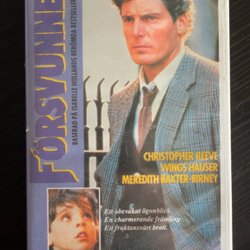 FÖRSVUNNEN
BASERAD PÅ ISABELLE HOLLANDS BERÖMDA BESTSELLER
CHRISTOPHER REEVE
WINGS HAUSER
MEREDITH BAXTER-BIRNEY
Ett obevakat ögonblick.
En charmerande främling.
Ett fruktansvärt brott.